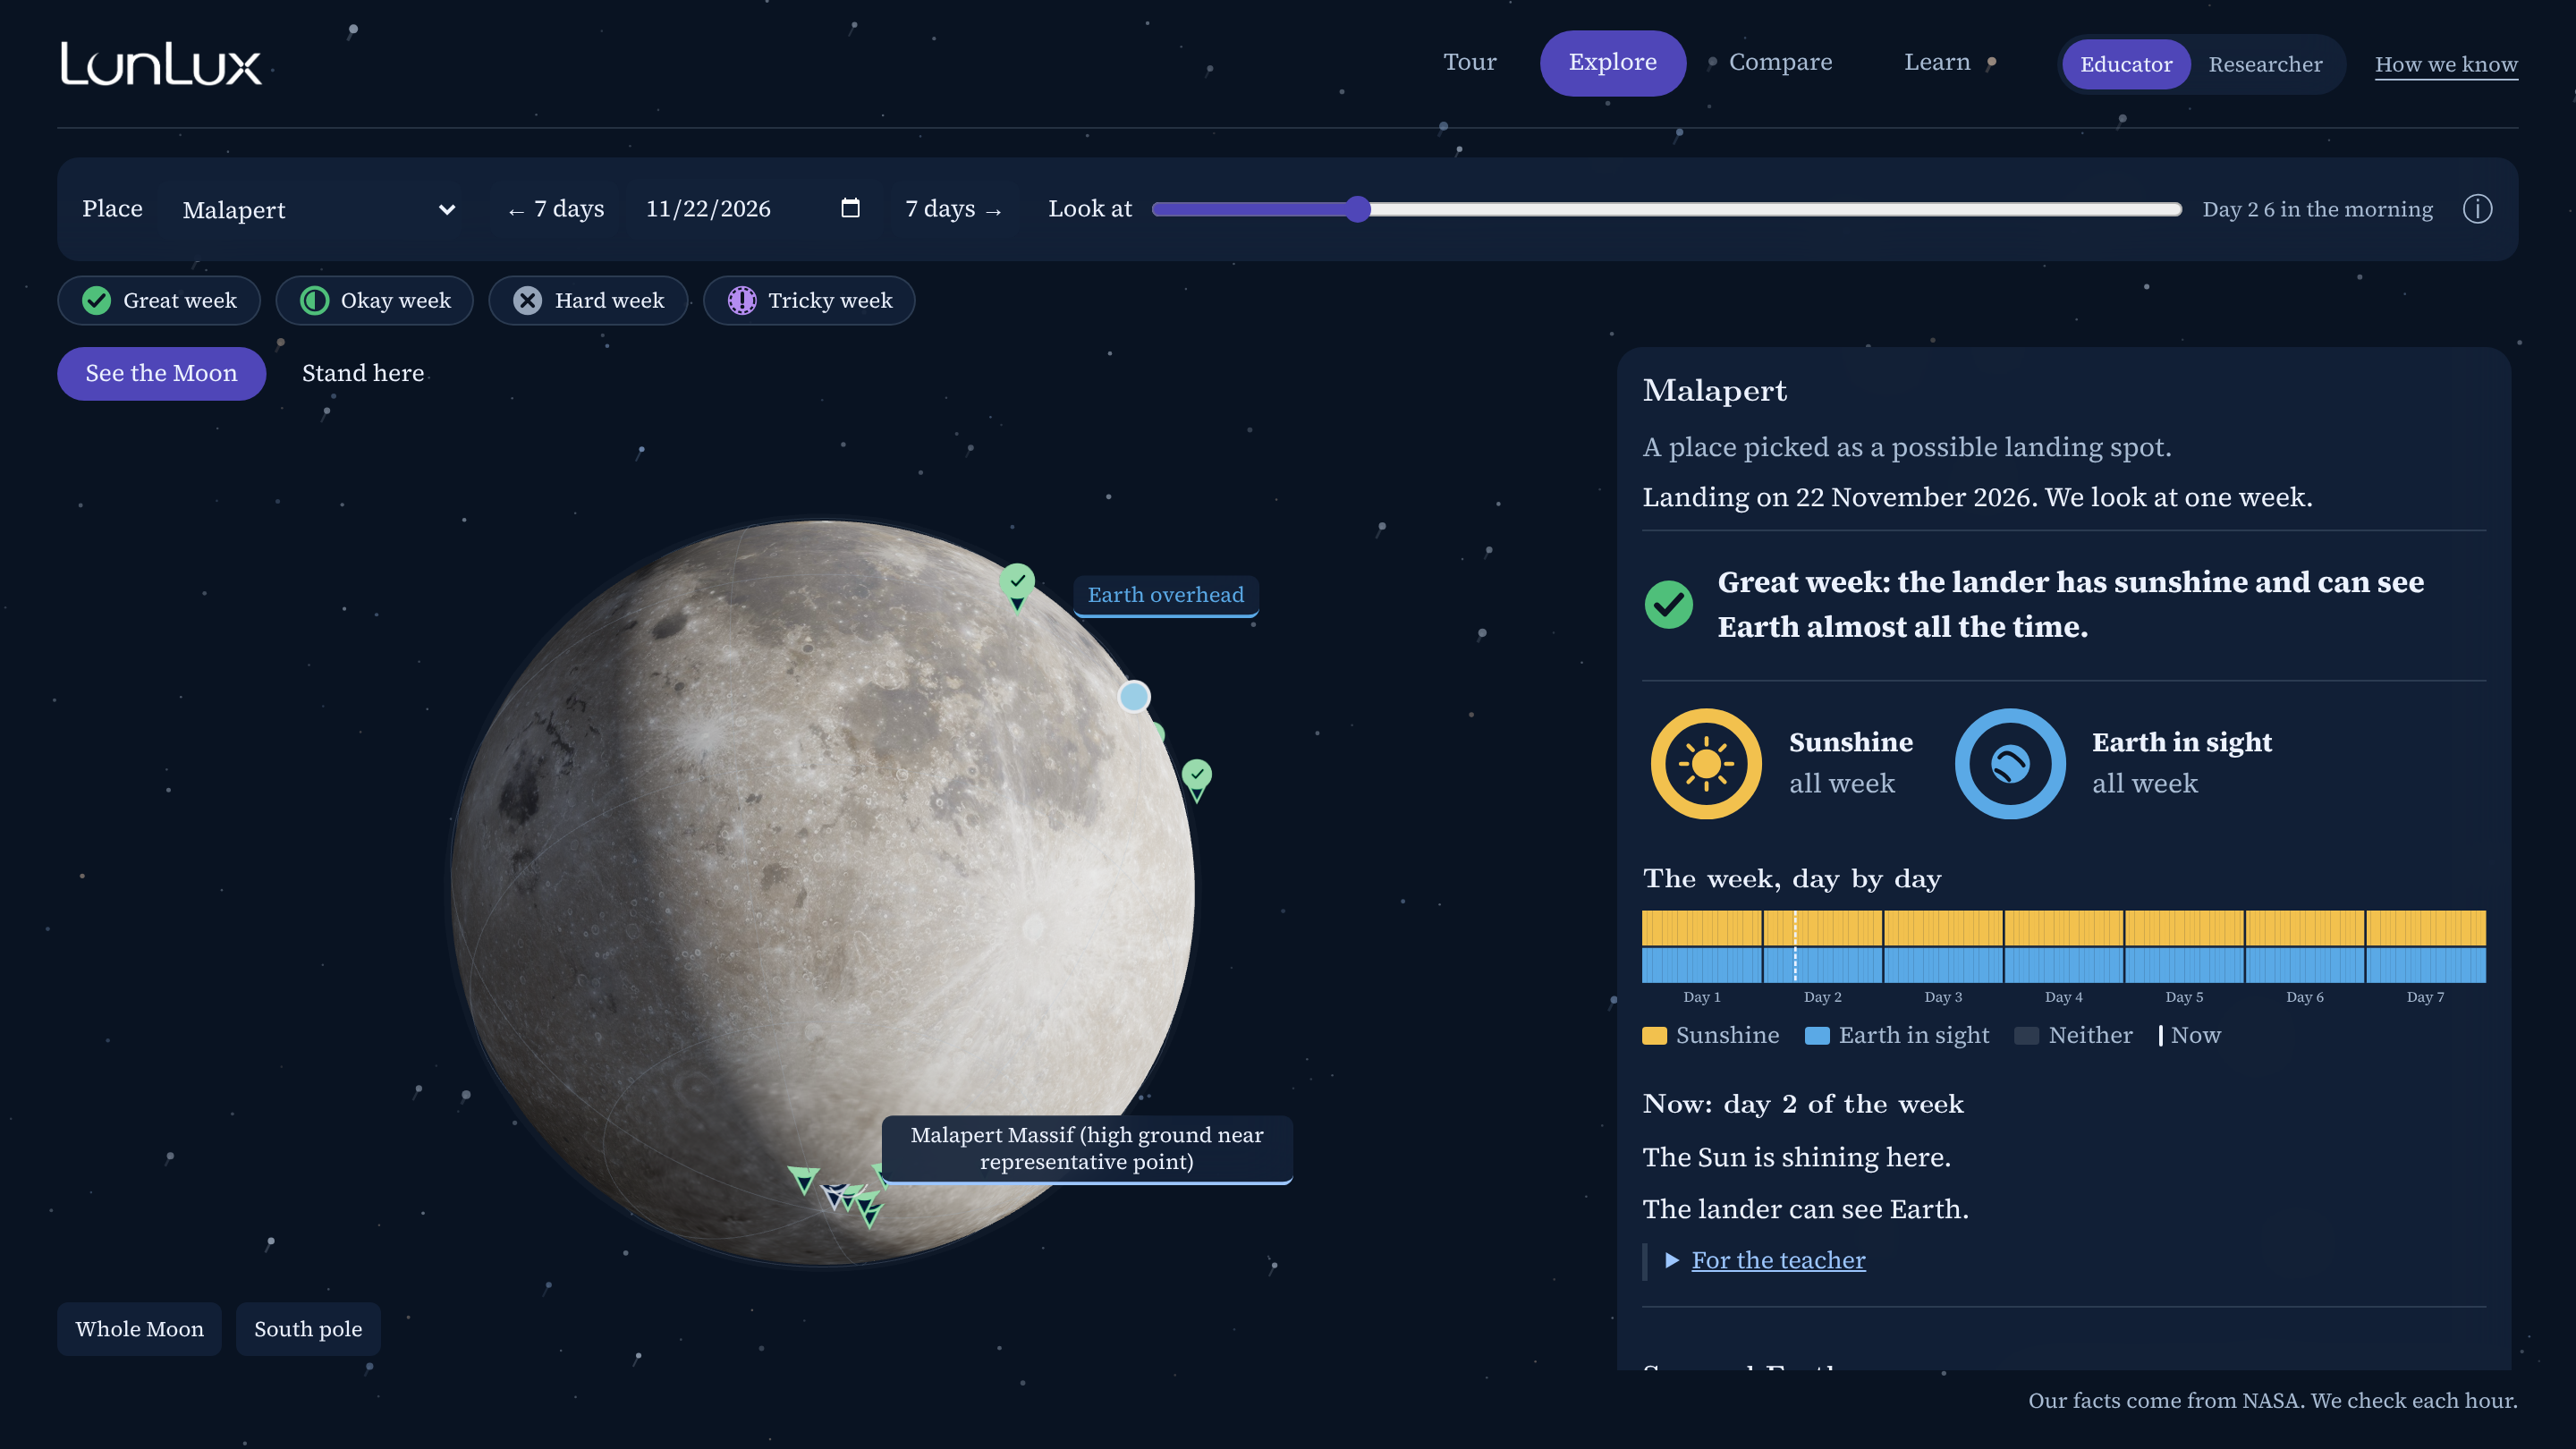 LunLux
Tour Explore Compare Learn Educator Researcher How we know
Place Malapert ← 7 days 11/22/2026 7 days → Look at Day 2 6 in the morning
Great week Okay week Hard week Tricky week
See the Moon Stand here
Earth overhead
Malapert Massif (high ground near
representative point)
Whole Moon South pole
Malapert
A place picked as a possible landing spot.
Landing on 22 November 2026. We look at one week.
Great week: the lander has sunshine and can see
Earth almost all the time.
Sunshine
all week
Earth in sight
all week
The week, day by day
Day 1 Day 2 Day 3 Day 4 Day 5 Day 6 Day 7
Sunshine Earth in sight Neither Now
Now: day 2 of the week
The Sun is shining here.
The lander can see Earth.
For the teacher
Our facts come from NASA. We check each hour.